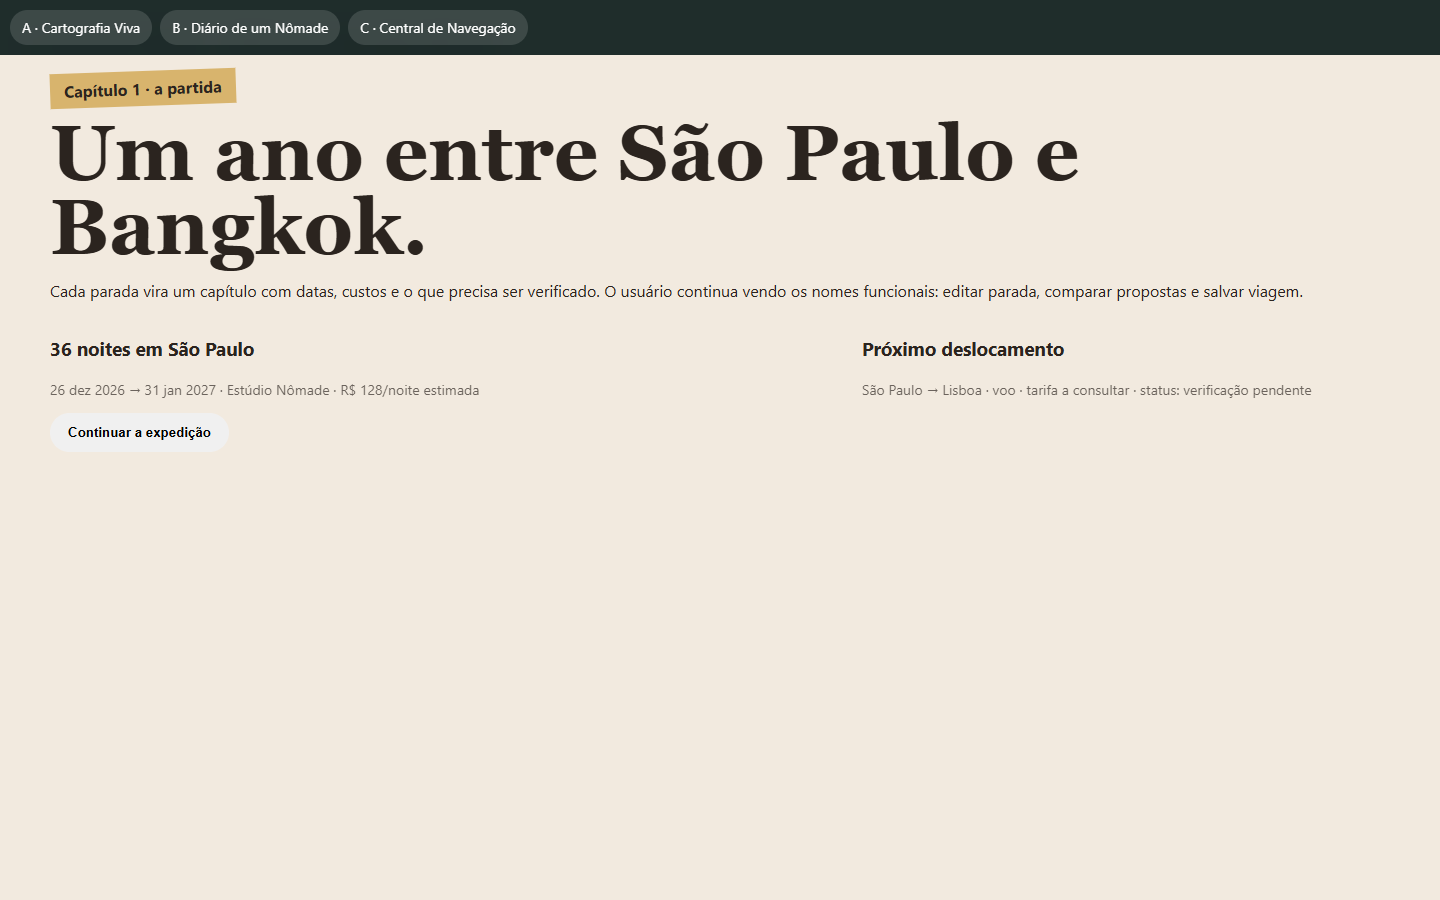 A · Cartografia Viva
B · Diário de um Nômade
C · Central de Navegação
Capítulo 1 · a partida
Um ano entre São Paulo e
Bangkok.
Cada parada vira um capítulo com datas, custos e o que precisa ser verificado. O usuário continua vendo os nomes funcionais: editar parada, comparar propostas e salvar viagem.
36 noites em São Paulo
26 dez 2026 → 31 jan 2027 · Estúdio Nômade · R$ 128/noite estimada
Continuar a expedição
Próximo deslocamento
São Paulo → Lisboa · voo · tarifa a consultar · status: verificação pendente